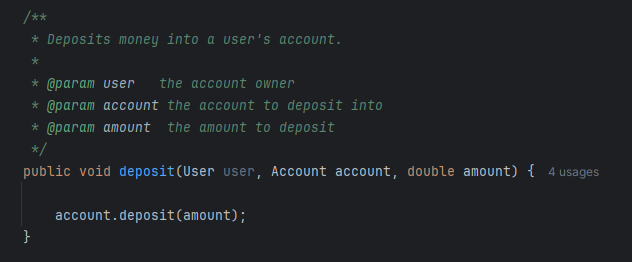 /**
 * Deposits money into a user's account.
 *
 * @param user   the account owner
 * @param account the account to deposit into
 * @param amount  the amount to deposit
 */
public void deposit(User user, Account account, double amount) {  4 usages
    account.deposit(amount);
}